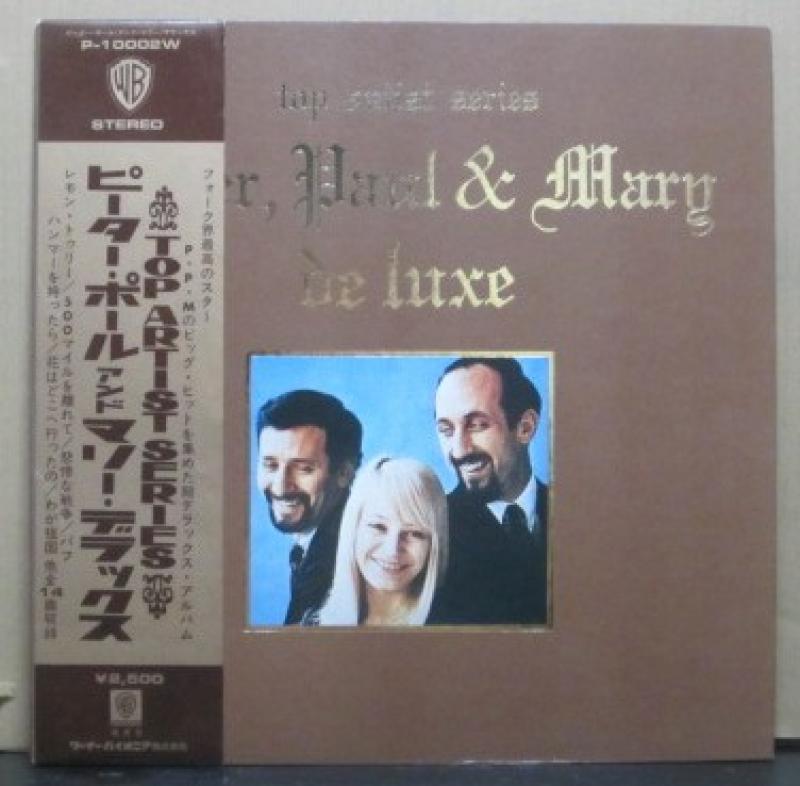 P-10002W
WB
STEREO
フォーク界最高のスター
P・P・Mのビッグ・ヒットを集めた超デラックス・アルバム
TOP ARTIST SERIES
ピーター・ポール アンド マリー・デラックス
レモン・トゥリー/500マイルを離れて/悲惨な戦争/パフ
ハンマーを持ったら/花はどこへ行ったの/わが祖国 他全14曲収録
¥2,500
ワーナー・パイオニア株式会社
top artist series
er, Paul & Mary
de luxe